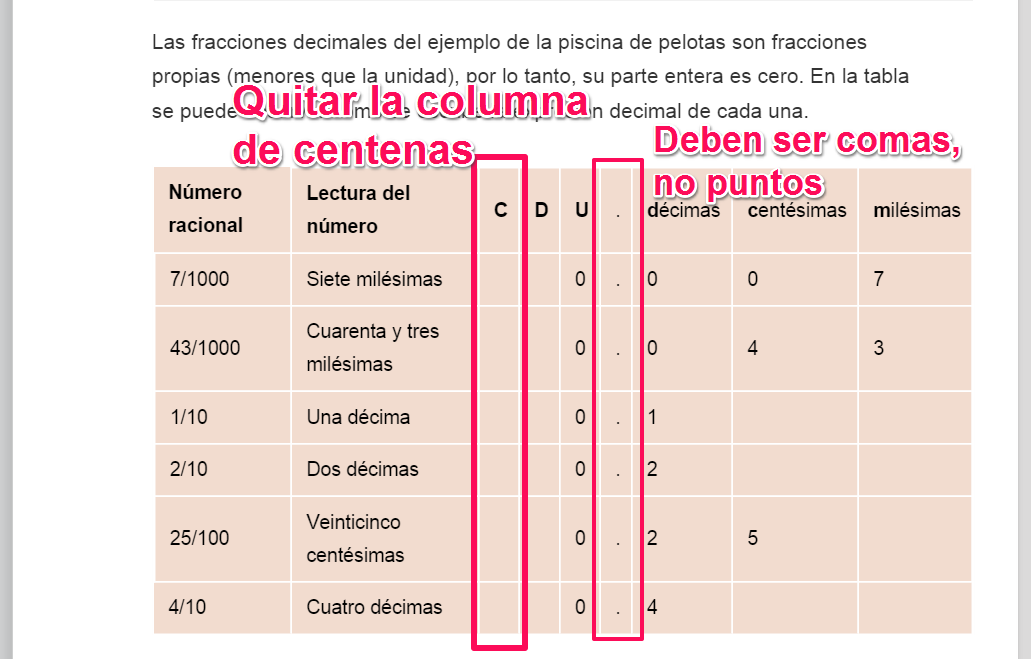 Las fracciones decimales del ejemplo de la piscina de pelotas son fracciones
propias (menores que la unidad), por lo tanto, su parte entera es cero. En la tabla
se puede decimal de cada una.
Quitar la columna
de centenas
Deben ser comas,
no puntos
Número racional Lectura del número C D U . décimas centésimas milésimas
7/1000 Siete milésimas 0 . 0 0 7
43/1000 Cuarenta y tres milésimas 0 . 0 4 3
1/10 Una décima 0 . 1
2/10 Dos décimas 0 . 2
25/100 Veinticinco centésimas 0 . 2 5
4/10 Cuatro décimas 0 . 4